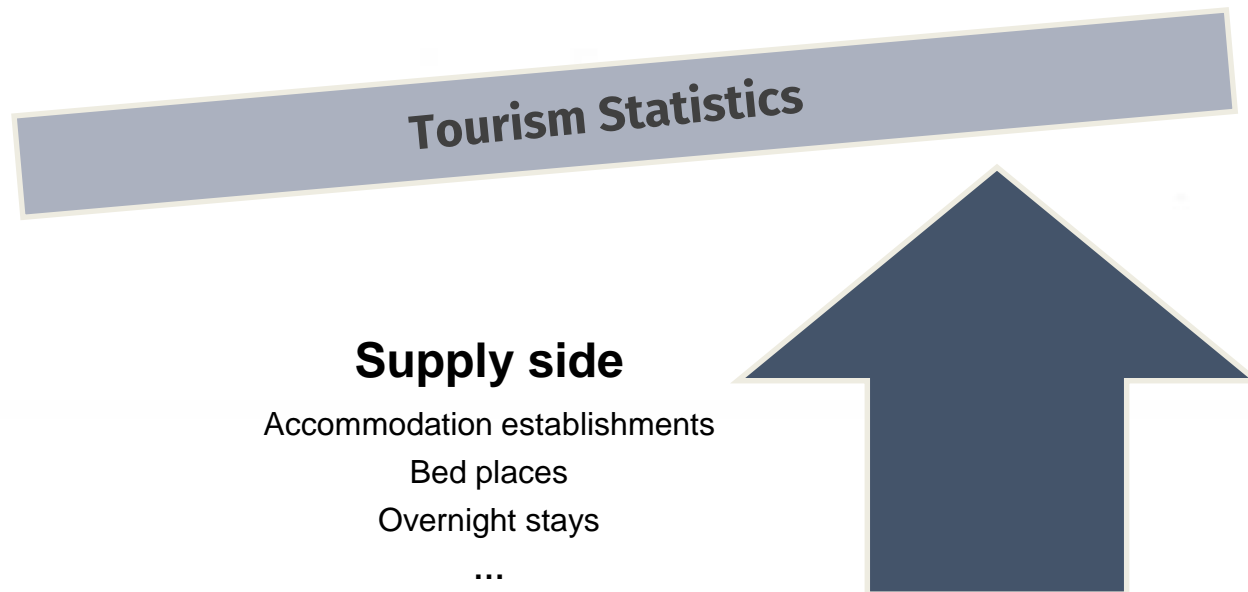 Tourism Statistics
Supply side
Accommodation establishments
Bed places
Overnight stays
...